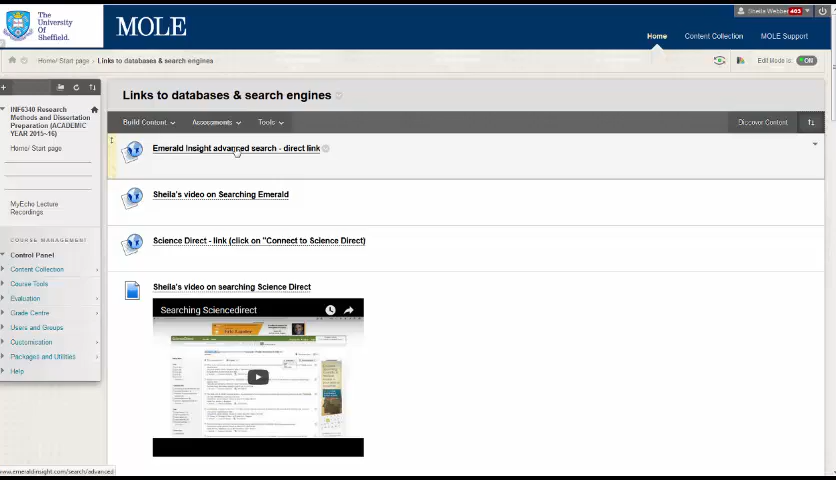 Sheila Webber 463
The
University
Of
Sheffield.
MOLE
Home
Content Collection
MOLE Support
Home/ Start page
Links to databases & search engines
Edit Mode is:
ON
INF6340 Research
Methods and Dissertation
Preparation (ACADEMIC
YEAR 2015~16)
Home/ Start page
MyEcho Lecture
Recordings
COURSE MANAGEMENT
Control Panel
Content Collection
Course Tools
Evaluation
Grade Centre
Users and Groups
Customisation
Packages and Utilities
Help
Links to databases & search engines
Build Content
Assessments
Tools
Discover Content
Emerald Insight advanced search - direct link
Sheila's video on Searching Emerald
Science Direct - link (click on "Connect to Science Direct)
Sheila's video on searching Science Direct
Searching Sciencedirect
www.emeraldinsight.com/search/advanced